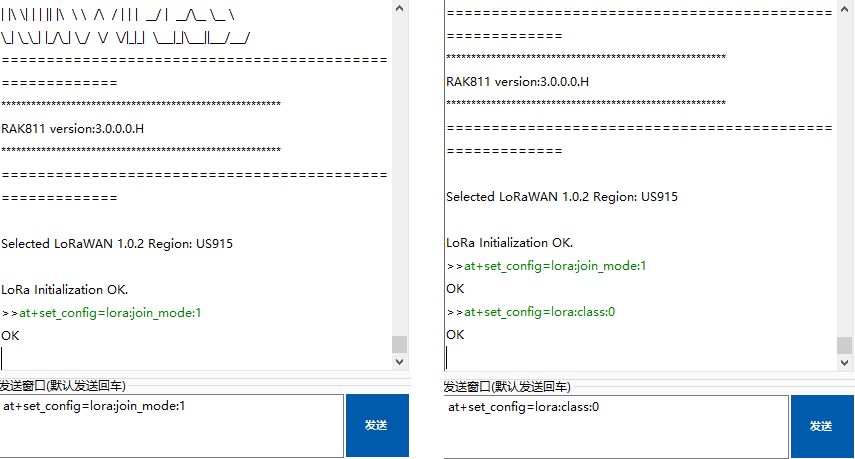 | |\ \| | | || |\  \ \  /\  / | | |  __/ |  __/\__ \__ \
\_| \_\_| |_/\_| \_/  \/  \/|_|_|  \___|_|\___||___/___/
==========================================
=============
*********************************************************
RAK811 version:3.0.0.0.H
*********************************************************
==========================================
=============
Selected LoRaWAN 1.0.2 Region: US915
LoRa Initialization OK.
>>at+set_config=lora:join_mode:1
OK
发送窗口(默认发送回车)
at+set_config=lora:join_mode:1
发送
==========================================
=============
*********************************************************
RAK811 version:3.0.0.0.H
*********************************************************
==========================================
=============
Selected LoRaWAN 1.0.2 Region: US915
LoRa Initialization OK.
>>at+set_config=lora:join_mode:1
OK
>>at+set_config=lora:class:0
OK
发送窗口(默认发送回车)
at+set_config=lora:class:0
发送